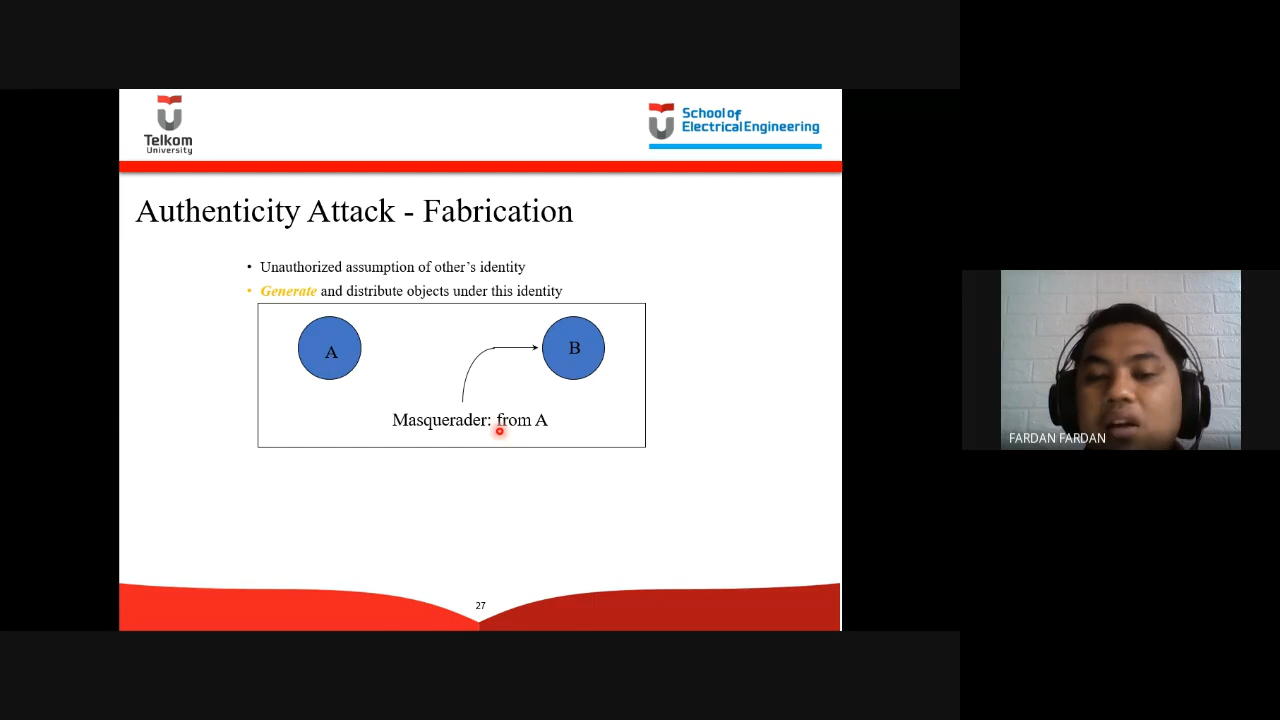 Telkom
University
School of
Electrical Engineering
Authenticity Attack - Fabrication
• Unauthorized assumption of other’s identity
• Generate and distribute objects under this identity
A
B
Masquerader: from A
27
FARDAN FARDAN